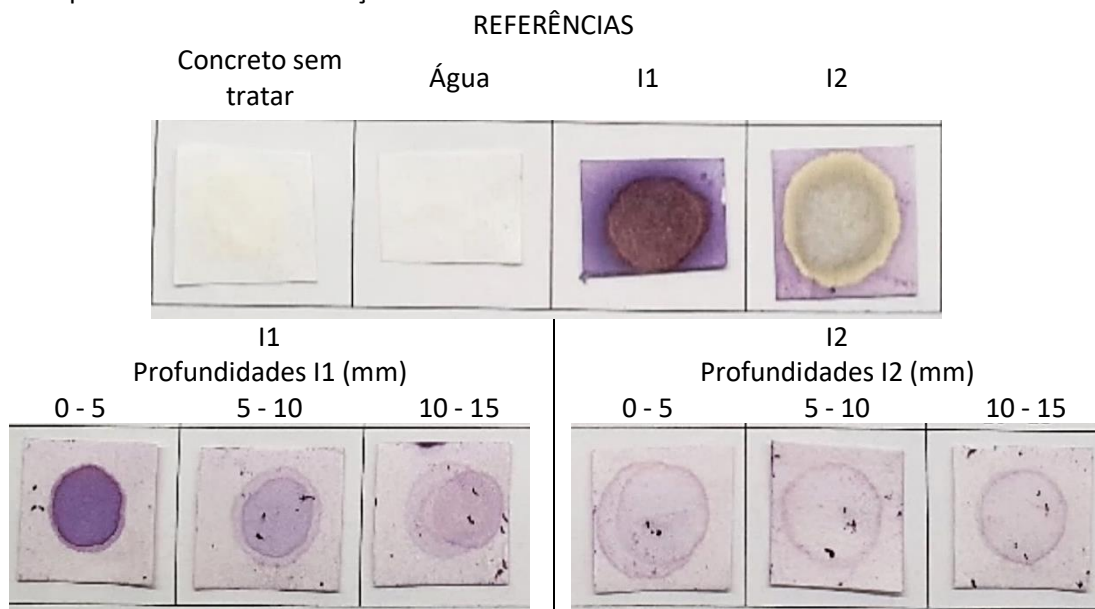 REFERÊNCIAS
Concreto sem tratar Água I1 I2
I1 I2
Profundidades I1 (mm) Profundidades I2 (mm)
0 - 5 5 - 10 10 - 15 0 - 5 5 - 10 10 - 15